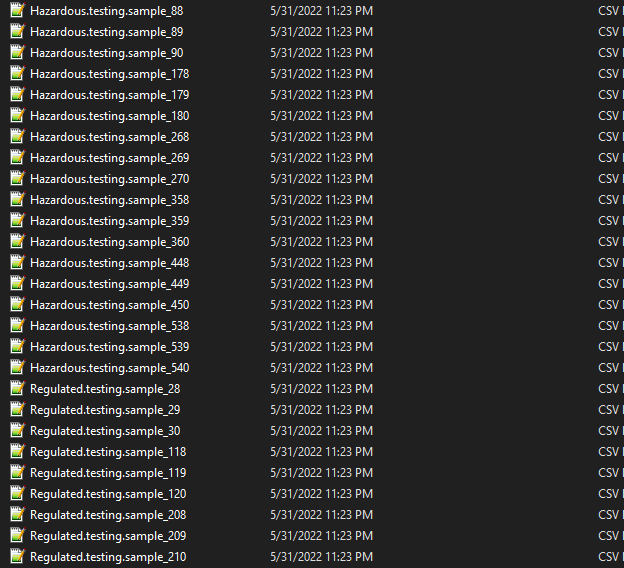 Hazardous.testing.sample_88 5/31/2022 11:23 PM CSV
Hazardous.testing.sample_89 5/31/2022 11:23 PM CSV
Hazardous.testing.sample_90 5/31/2022 11:23 PM CSV
Hazardous.testing.sample_178 5/31/2022 11:23 PM CSV
Hazardous.testing.sample_179 5/31/2022 11:23 PM CSV
Hazardous.testing.sample_180 5/31/2022 11:23 PM CSV
Hazardous.testing.sample_268 5/31/2022 11:23 PM CSV
Hazardous.testing.sample_269 5/31/2022 11:23 PM CSV
Hazardous.testing.sample_270 5/31/2022 11:23 PM CSV
Hazardous.testing.sample_358 5/31/2022 11:23 PM CSV
Hazardous.testing.sample_359 5/31/2022 11:23 PM CSV
Hazardous.testing.sample_360 5/31/2022 11:23 PM CSV
Hazardous.testing.sample_448 5/31/2022 11:23 PM CSV
Hazardous.testing.sample_449 5/31/2022 11:23 PM CSV
Hazardous.testing.sample_450 5/31/2022 11:23 PM CSV
Hazardous.testing.sample_538 5/31/2022 11:23 PM CSV
Hazardous.testing.sample_539 5/31/2022 11:23 PM CSV
Hazardous.testing.sample_540 5/31/2022 11:23 PM CSV
Regulated.testing.sample_28 5/31/2022 11:23 PM CSV
Regulated.testing.sample_29 5/31/2022 11:23 PM CSV
Regulated.testing.sample_30 5/31/2022 11:23 PM CSV
Regulated.testing.sample_118 5/31/2022 11:23 PM CSV
Regulated.testing.sample_119 5/31/2022 11:23 PM CSV
Regulated.testing.sample_120 5/31/2022 11:23 PM CSV
Regulated.testing.sample_208 5/31/2022 11:23 PM CSV
Regulated.testing.sample_209 5/31/2022 11:23 PM CSV
Regulated.testing.sample_210 5/31/2022 11:23 PM CSV